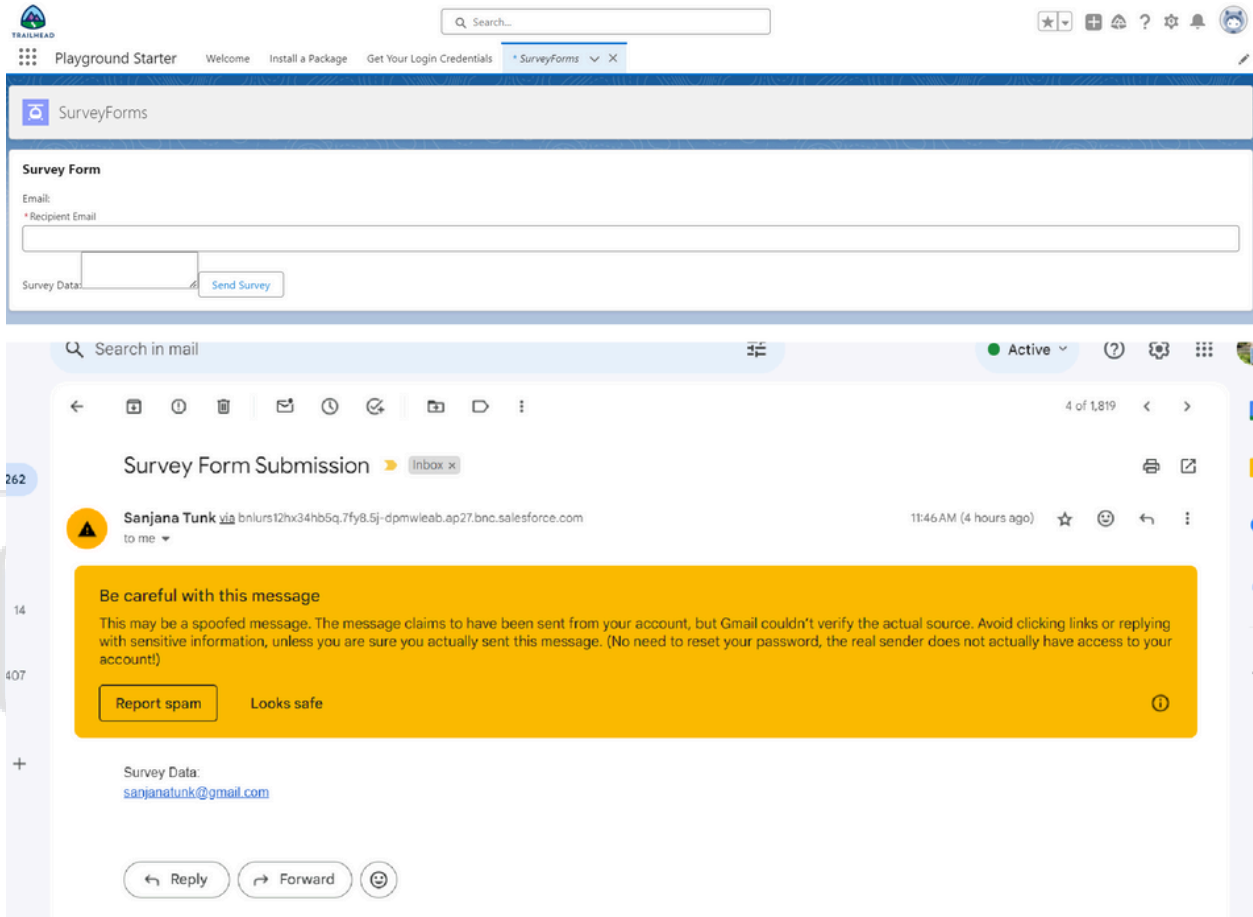 TRAILHEAD
Search...
Playground Starter
Welcome
Install a Package
Get Your Login Credentials
* SurveyForms
SurveyForms
Survey Form
Email:
*Recipient Email
Survey Data:
Send Survey
Search in mail
Active
4 of 1,819
Survey Form Submission
Inbox ×
262
Sanjana Tunk via bnlurs12hx34hb5q.7fy8.5j-dpmwleab.ap27.bnc.salesforce.com
11:46 AM (4 hours ago)
to me
Be careful with this message
14
This may be a spoofed message. The message claims to have been sent from your account, but Gmail couldn't verify the actual source. Avoid clicking links or replying
with sensitive information, unless you are sure you actually sent this message. (No need to reset your password, the real sender does not actually have access to your
account!)
407
Report spam
Looks safe
Survey Data:
sanjanatunk@gmail.com
Reply
Forward